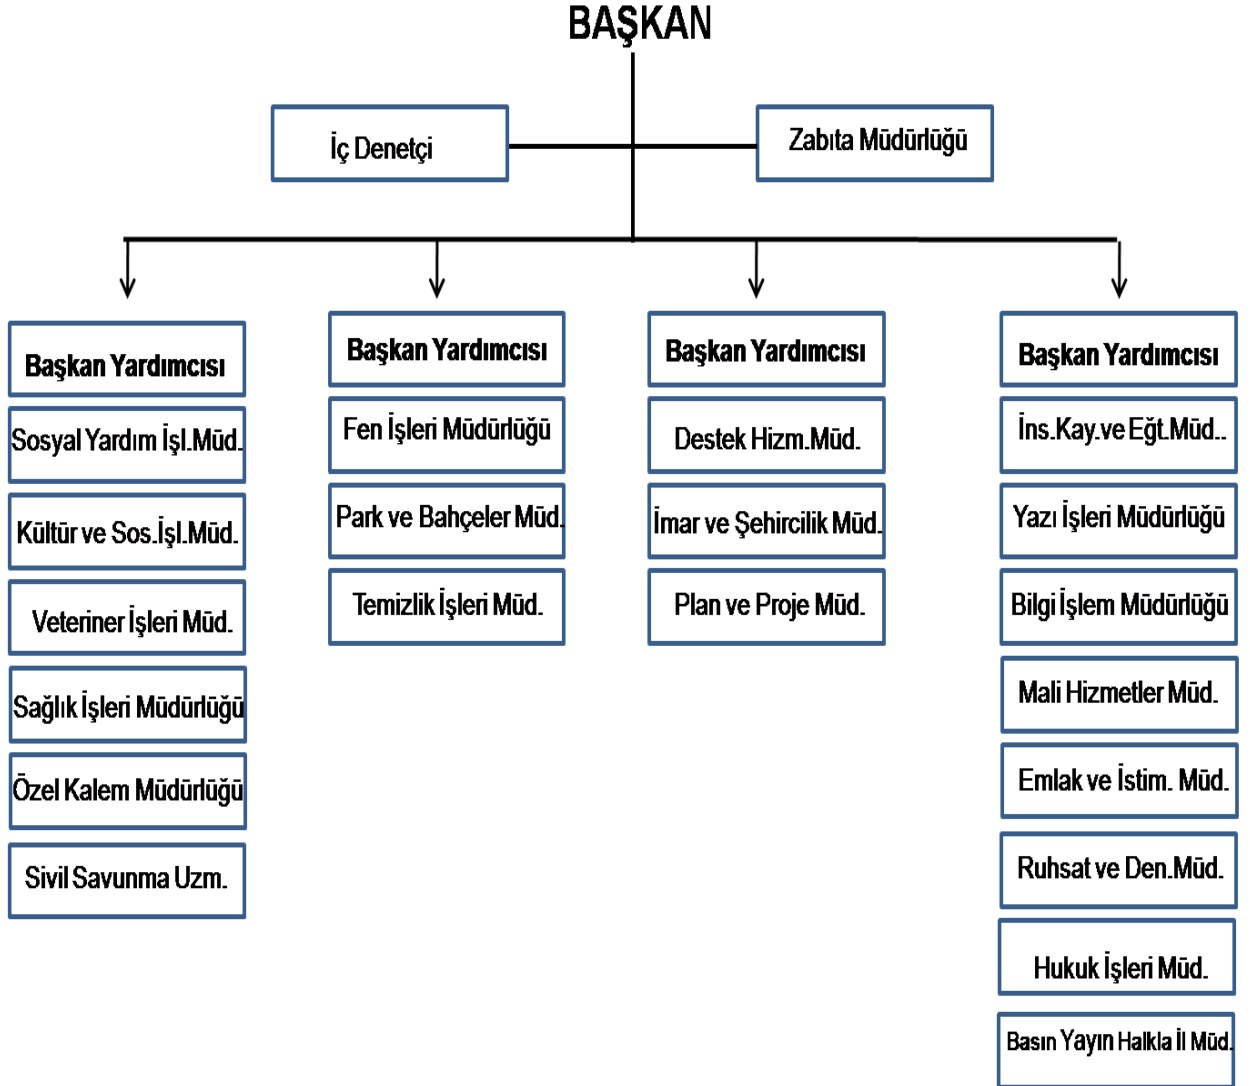 BAŞKAN
İç Denetçi
Zabıta Müdürlüğü
Başkan Yardımcısı
Sosyal Yardım İşl.Müd.
Kültür ve Sos.İşl.Müd.
Veteriner İşleri Müd.
Sağlık İşleri Müdürlüğü
Özel Kalem Müdürlüğü
Sivil Savunma Uzm.
Başkan Yardımcısı
Fen İşleri Müdürlüğü
Park ve Bahçeler Müd.
Temizlik İşleri Müd.
Başkan Yardımcısı
Destek Hizm.Müd.
İmar ve Şehircilik Müd.
Plan ve Proje Müd.
Başkan Yardımcısı
İns.Kay.ve Eğt.Müd..
Yazı İşleri Müdürlüğü
Bilgi İşlem Müdürlüğü
Mali Hizmetler Müd.
Emlak ve İstim. Müd.
Ruhsat ve Den.Müd.
Hukuk İşleri Müd.
Basın Yayın Halkla İl Müd.